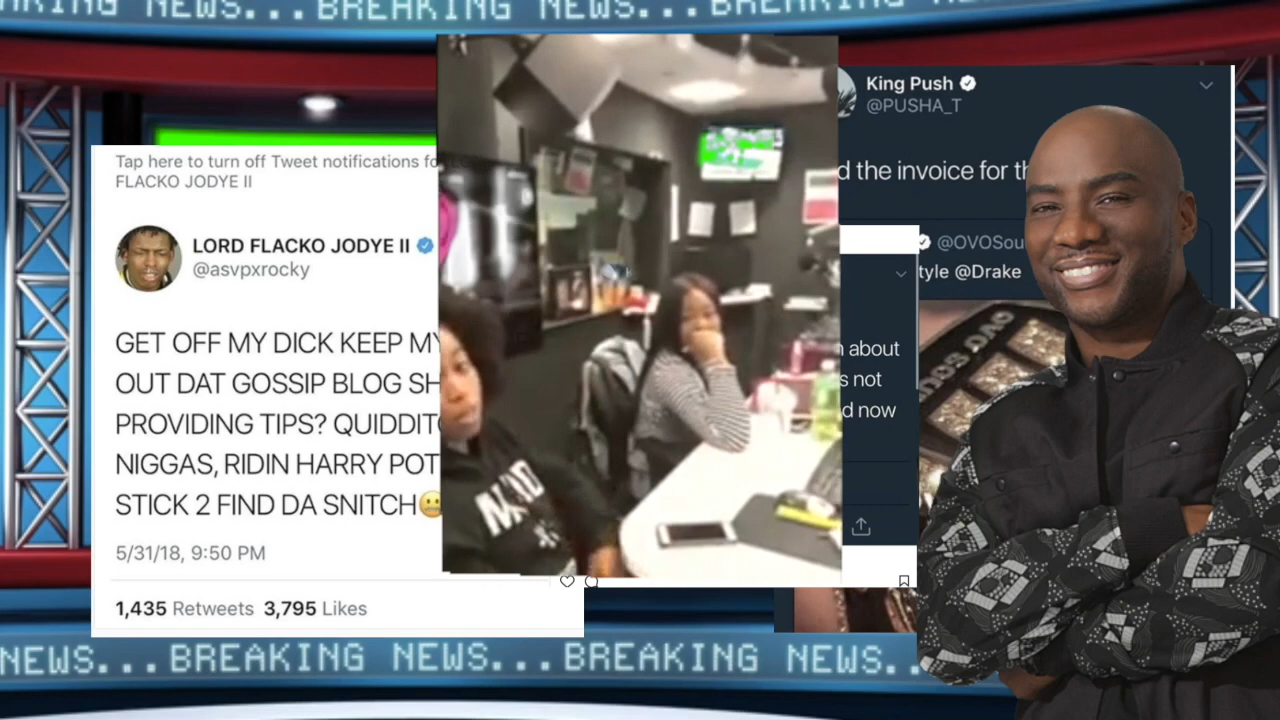 BREAKING NEWS...BREAKING NEWS...BREAKING
Tap here to turn off Tweet notifications
FLACKO JODYE II
LORD FLACKO JODYE II
@asvpxrocky
GET OFF MY DICK KEEP MY
OUT DAT GOSSIP BLOG SH
PROVIDING TIPS? QUIDDIT
NIGGAS, RIDIN HARRY POT
STICK 2 FIND DA SNITCH😬
5/31/18, 9:50 PM
1,435 Retweets 3,795 Likes
King Push
@PUSHA_T
d the invoice for th
@OVOSou
tyle @Drake
about
s not
d now
NEWS...BREAKING NEWS...BREAKING NEWS..